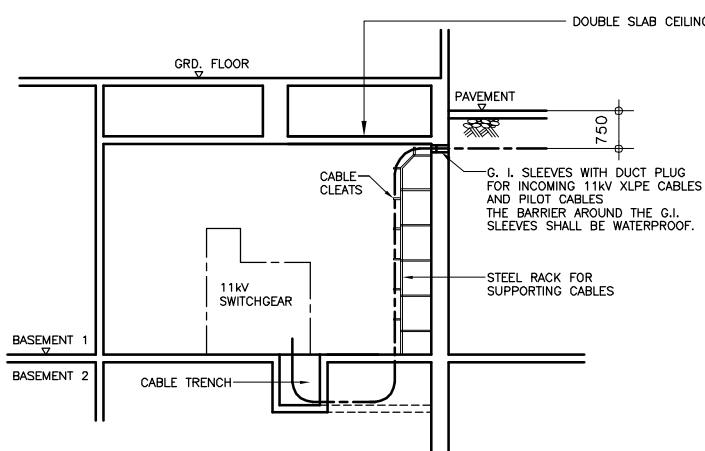 DOUBLE SLAB CEILING
GRD. FLOOR
PAVEMENT
750
CABLE
CLEATS
G. I. SLEEVES WITH DUCT PLUG
FOR INCOMING 11kV XLPE CABLES
AND PILOT CABLES
THE BARRIER AROUND THE G.I.
SLEEVES SHALL BE WATERPROOF.
11kV
SWITCHGEAR
STEEL RACK FOR
SUPPORTING CABLES
BASEMENT 1
BASEMENT 2
CABLE TRENCH